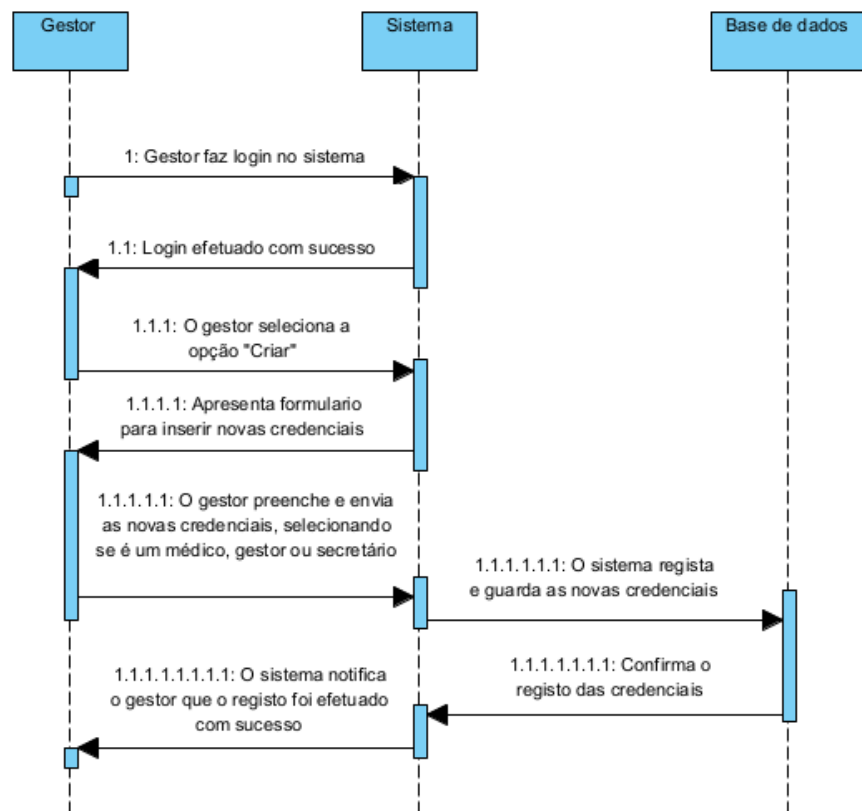 Gestor
Sistema
Base de dados
1: Gestor faz login no sistema
1.1: Login efetuado com sucesso
1.1.1: O gestor seleciona a
opção "Criar"
1.1.1.1: Apresenta formulario
para inserir novas credenciais
1.1.1.1.1: O gestor preenche e envia
as novas credenciais, selecionando
se é um médico, gestor ou secretário
1.1.1.1.1.1: O sistema regista
e guarda as novas credenciais
1.1.1.1.1.1.1: Confirma o
registo das credenciais
1.1.1.1.1.1.1.1: O sistema notifica
o gestor que o registo foi efetuado
com sucesso